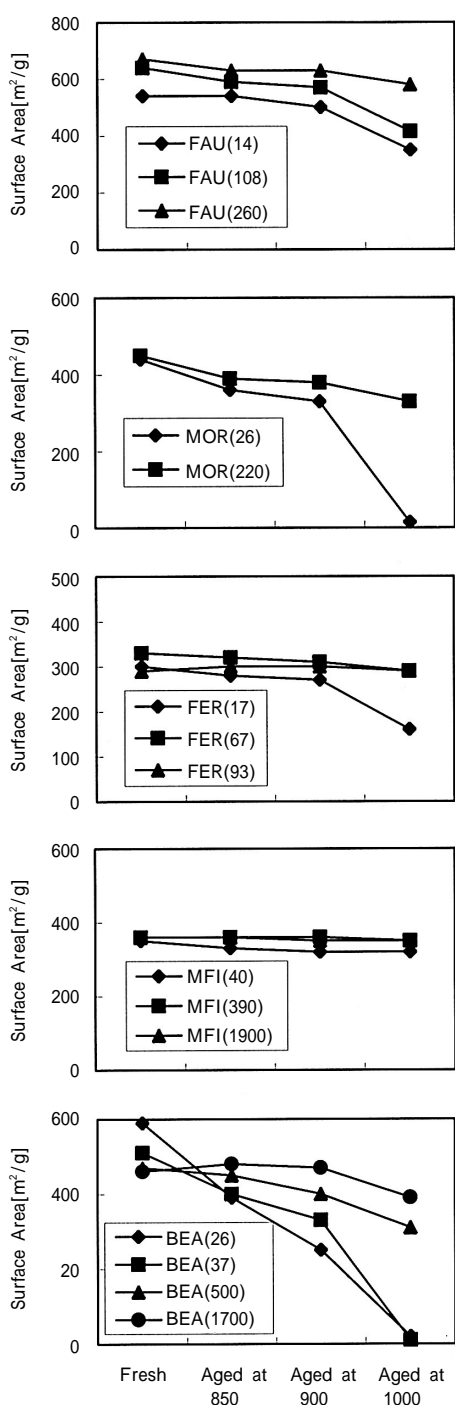 Surface Area[m²/g]
800
600
400
200
0
FAU(14)
FAU(108)
FAU(260)
Surface Area[m²/g]
600
400
200
0
MOR(26)
MOR(220)
Surface Area[m²/g]
500
400
300
200
100
0
FER(17)
FER(67)
FER(93)
Surface Area[m²/g]
600
400
200
0
MFI(40)
MFI(390)
MFI(1900)
Surface Area[m²/g]
600
400
20
0
BEA(26)
BEA(37)
BEA(500)
BEA(1700)
Fresh Aged at Aged at Aged at
850 900 1000